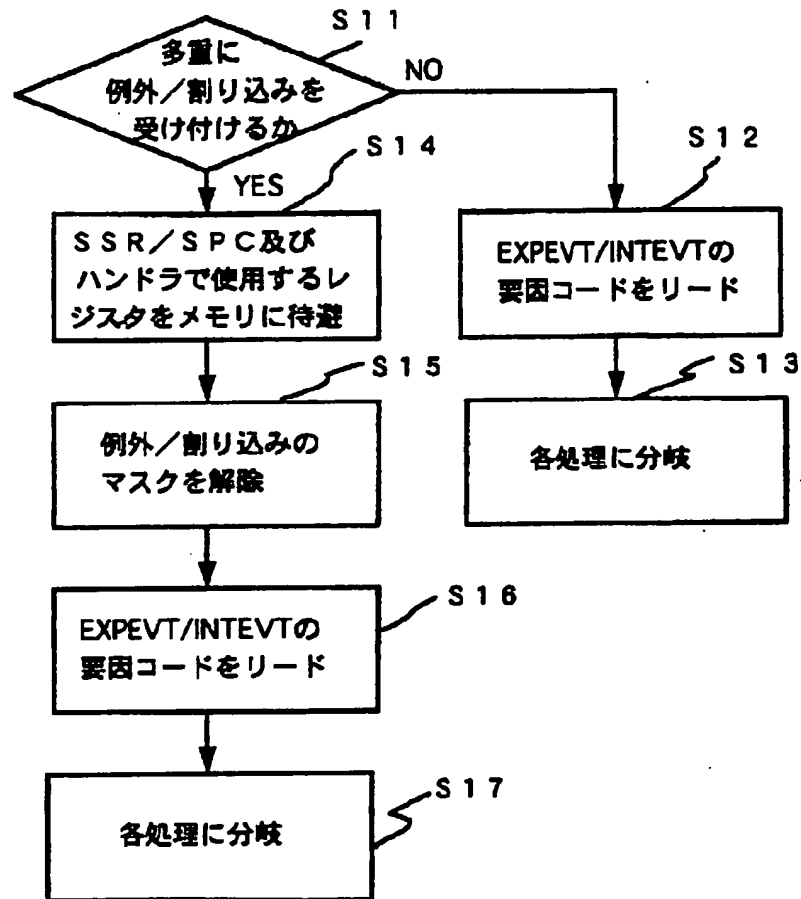 S11
多重に
例外／割り込みを
受け付けるか
NO
YES
S14
SSR／SPC及び
ハンドラで使用するレ
ジスタをメモリに待避
S12
EXPEVT/INTEVTの
要因コードをリード
S13
各処理に分岐
S15
例外／割り込みの
マスクを解除
S16
EXPEVT/INTEVTの
要因コードをリード
S17
各処理に分岐